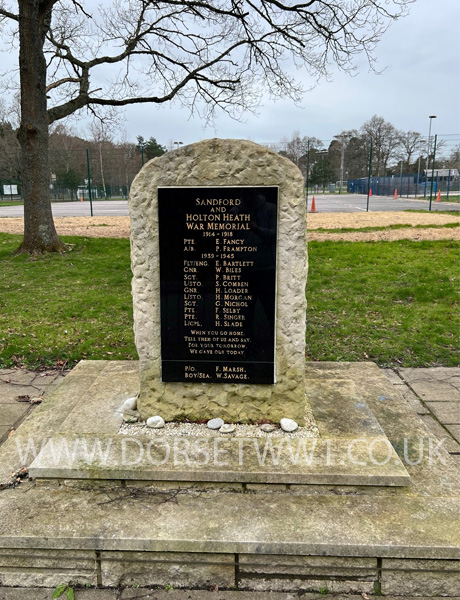 SANDFORD
AND
HOLTON HEATH
WAR MEMORIAL
1914 - 1918
PTE. E. FANCY
A/B P. FRAMPTON
1939 - 1945
FLT/ENG. E. BARTLETT
GNR W. BILES
SGT. P. BRITT
L/STO. S. COMBEN
GNR H. LOADER
L/STO. H. MORGAN
SGT. G. NICHOL
PTE F. SELBY
PTE R. SINGER
L/CPL. H. SLADE
WHEN YOU GO HOME,
TELL THEM OF US AND SAY,
FOR YOUR TOMORROW,
WE GAVE OUR TODAY
P/O. F. MARSH.
BOY/SEA. W. SAVAGE.
WWW.DORSETWW1.CO.UK